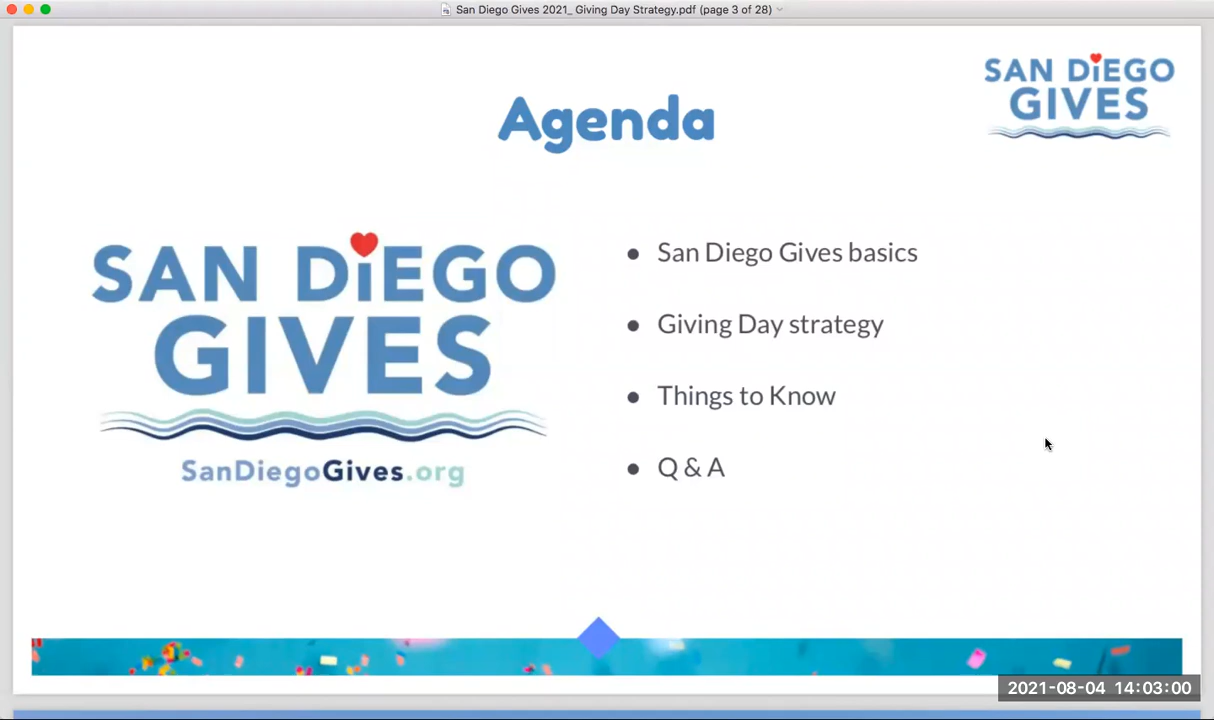 San Diego Gives 2021_ Giving Day Strategy.pdf (page 3 of 28)
SAN DiEGO
GIVES
Agenda
SAN DiEGO
GIVES
SanDiegoGives.org
● San Diego Gives basics
● Giving Day strategy
● Things to Know
● Q & A
2021-08-04 14:03:00